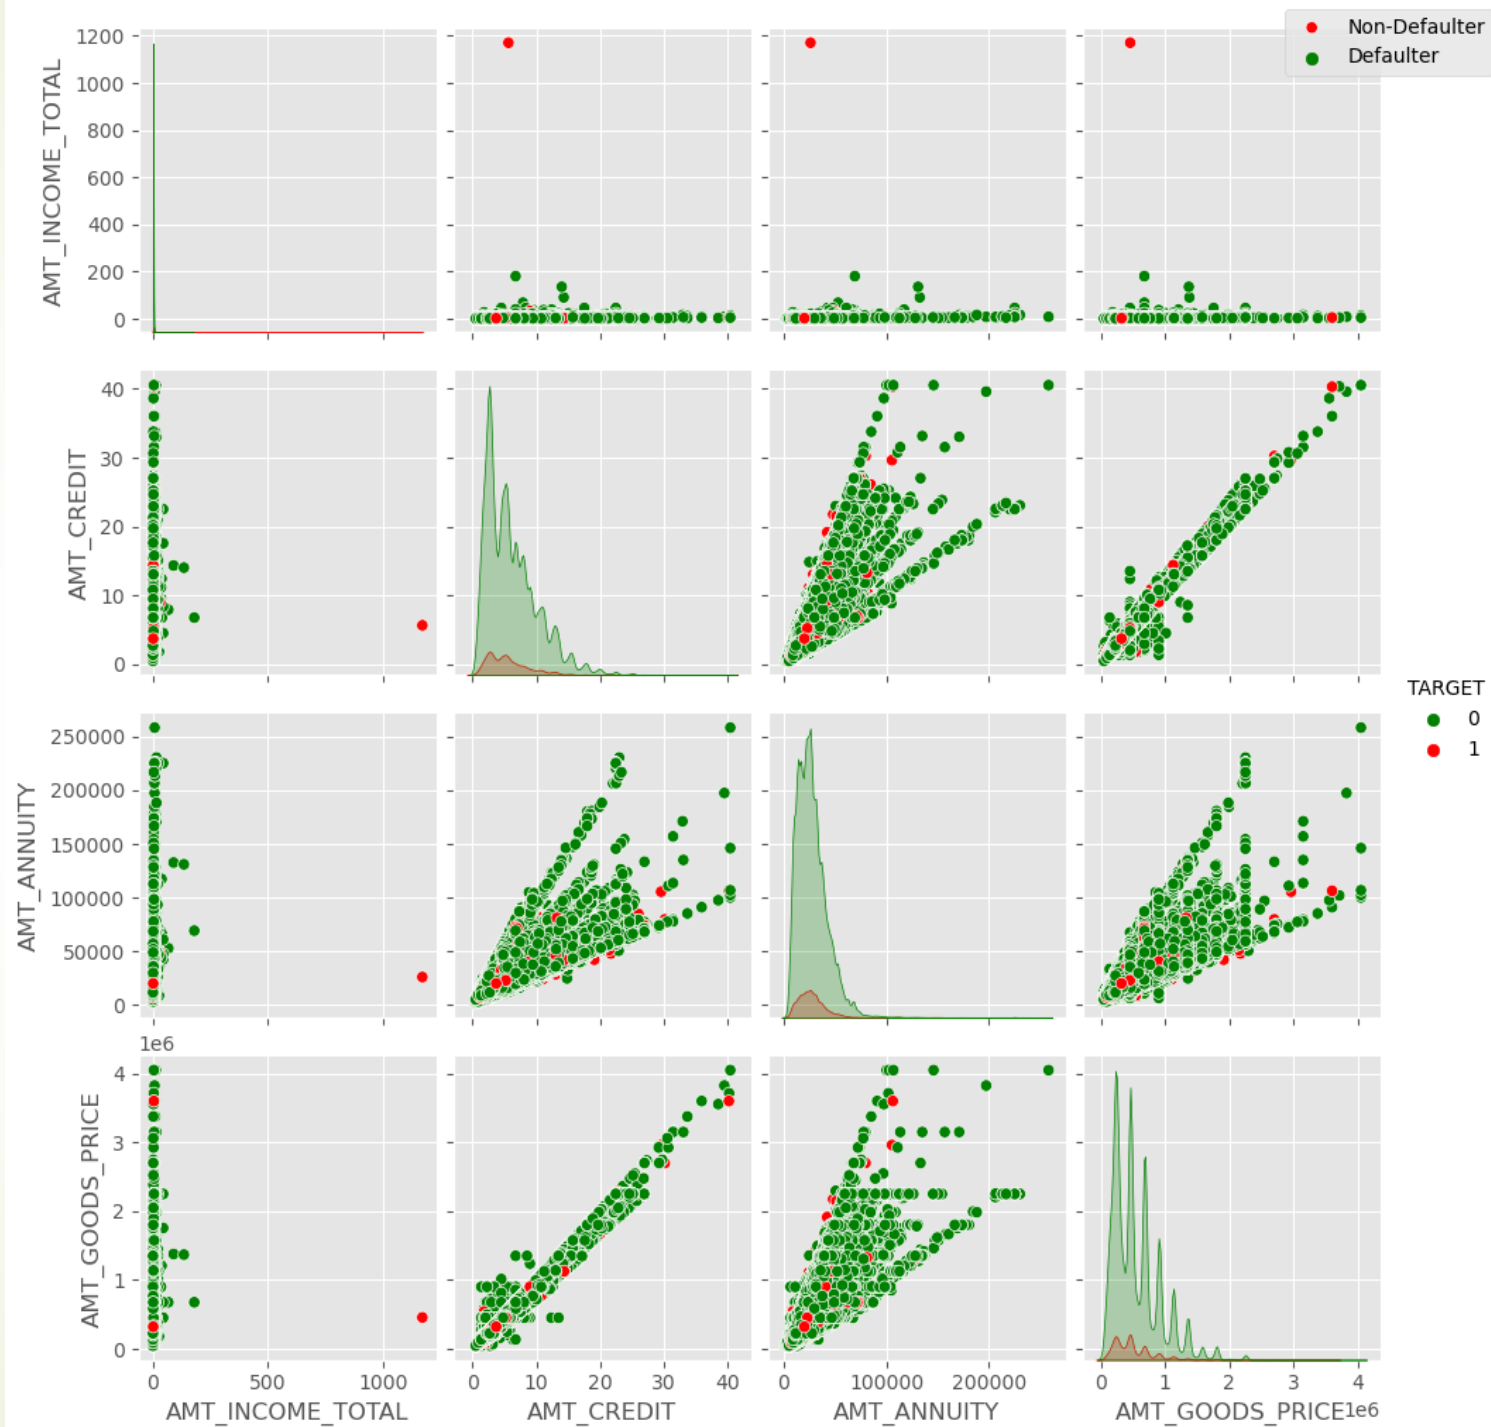 Non-Defaulter
Defaulter
AMT_INCOME_TOTAL
1200
1000
800
600
400
200
0
AMT_CREDIT
40
30
20
10
0
TARGET
0
1
AMT_ANNUITY
250000
200000
150000
100000
50000
0
1e6
AMT_GOODS_PRICE
4
3
2
1
0
0 500 1000
0 10 20 30 40
0 100000 200000
0 1 2 3 4
AMT_INCOME_TOTAL
AMT_CREDIT
AMT_ANNUITY
AMT_GOODS_PRICE 1e6